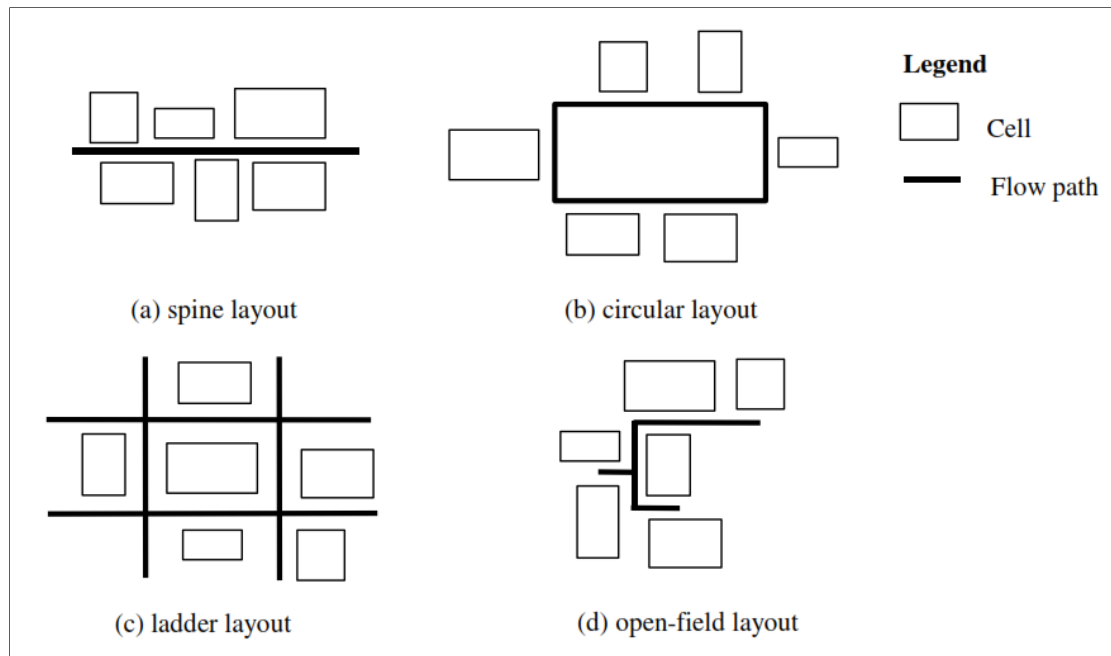 Legend
Cell
Flow path
(a) spine layout
(b) circular layout
(c) ladder layout
(d) open-field layout